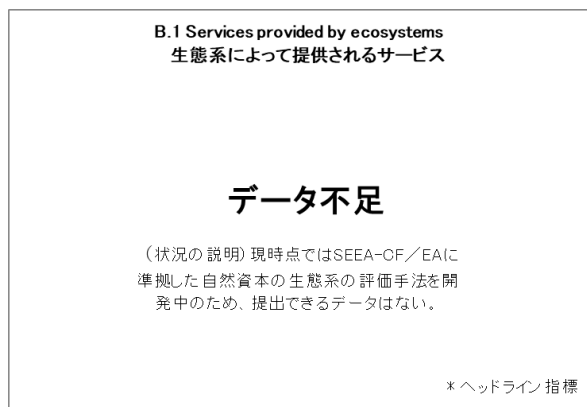 B.1 Services provided by ecosystems
生態系によって提供されるサービス
データ不足
（状況の説明）現時点ではSEEA-CF／EAに
準拠した自然資本の生態系の評価手法を開
発中のため、提出できるデータはない。
＊ヘッドライン指標